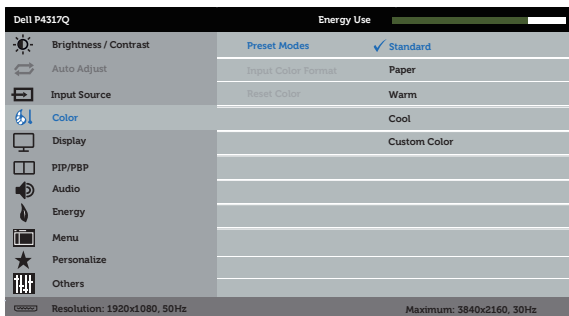 Dell P4317Q Energy Use
Brightness / Contrast Preset Modes Standard
Auto Adjust Input Color Format Paper
Input Source Reset Color Warm
Color Cool
Display Custom Color
PIP/PBP
Audio
Energy
Menu
Personalize
Others
Resolution: 1920x1080, 50Hz Maximum: 3840x2160, 30Hz